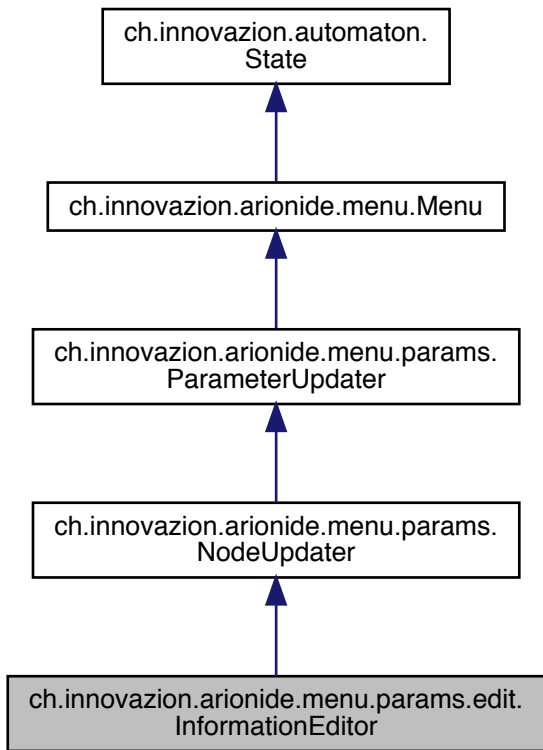 ch.innovazion.automaton.
State
ch.innovazion.arionide.menu.Menu
ch.innovazion.arionide.menu.params.
ParameterUpdater
ch.innovazion.arionide.menu.params.
NodeUpdater
ch.innovazion.arionide.menu.params.edit.
InformationEditor